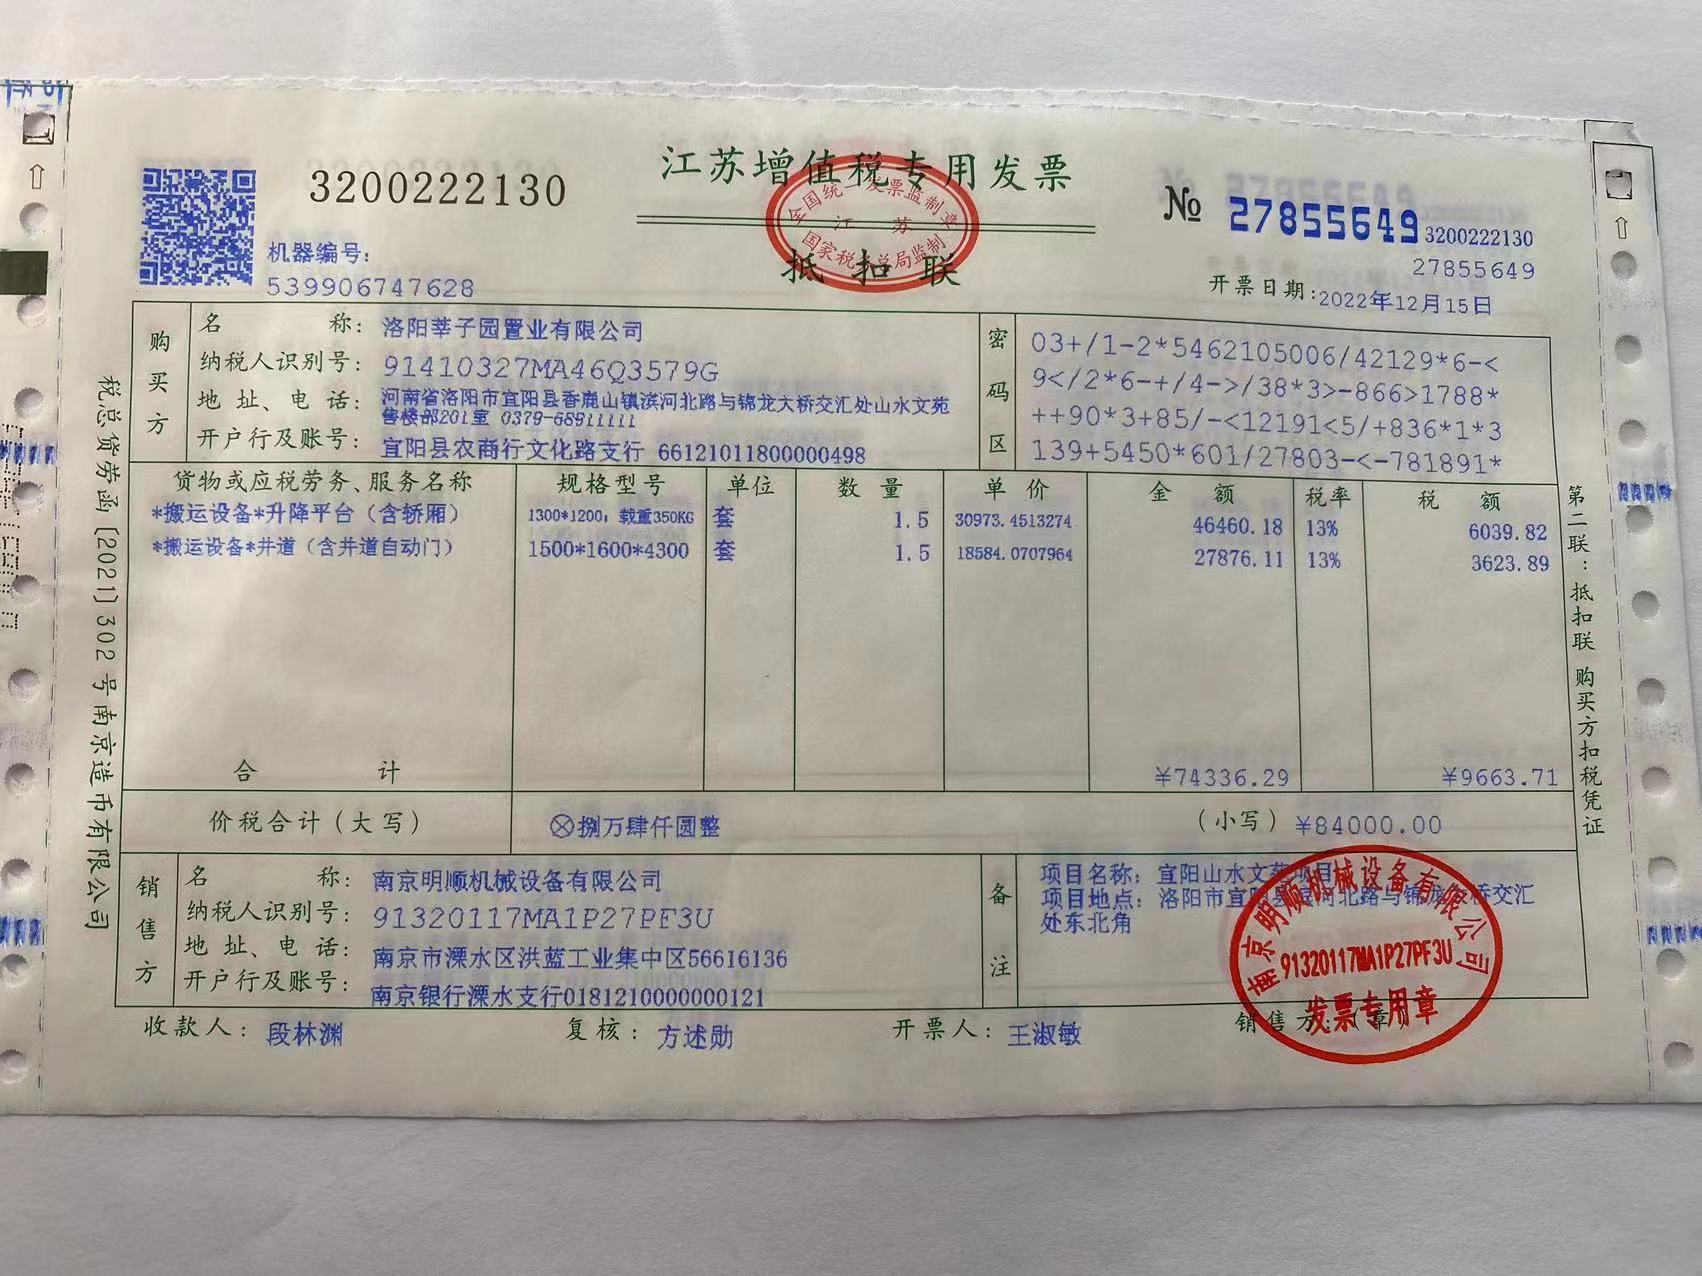 江苏增值税专用发票
3200222130
全国统一发票监制章
江 苏
国家税务总局监制
抵扣联
№ 27855649
3200222130
27855649
机器编号:
539906747628
开票日期:2022年12月15日
购买方
名 称: 洛阳莘子园置业有限公司
纳税人识别号: 91410327MA46Q3579G
地 址、电 话: 河南省洛阳市宜阳县香鹿山镇滨河北路与锦龙大桥交汇处山水文苑
售楼部201室 0379-68911111
开户行及账号: 宜阳县农商行文化路支行 66121011800000498
密码区
03+/1-2*5462105006/42129*6-<
9</2*6-+/4->/38*3>-866>1788*
++90*3+85/-<12191<5/+836*1*3
139+5450*601/27803-<-781891*
货物或应税劳务、服务名称 规格型号 单位 数 量 单 价 金 额 税率 税 额
*搬运设备*升降平台（含轿厢） 1300*1200；载重350KG 套 1.5 30973.4513274 46460.18 13% 6039.82
*搬运设备*井道（含井道自动门） 1500*1600*4300 套 1.5 18584.0707964 27876.11 13% 3623.89
合 计 ¥74336.29 ¥9663.71
价税合计(大写) ⊗捌万肆仟圆整 (小写) ¥84000.00
销售方
名 称: 南京明顺机械设备有限公司
纳税人识别号: 91320117MA1P27PF3U
地 址、电 话: 南京市溧水区洪蓝工业集中区56616136
开户行及账号: 南京银行溧水支行0181210000000121
备注
项目名称: 宜阳山水文苑项目
项目地点: 洛阳市宜阳县滨河北路与锦龙大桥交汇
处东北角
南京明顺机械设备有限公司
91320117MA1P27PF3U
发票专用章
收款人: 段林渊 复核: 方述勋 开票人: 王淑敏 销售方:(章)
税总货劳函[2021]302号南京造币有限公司
第二联:抵扣联 购买方扣税凭证